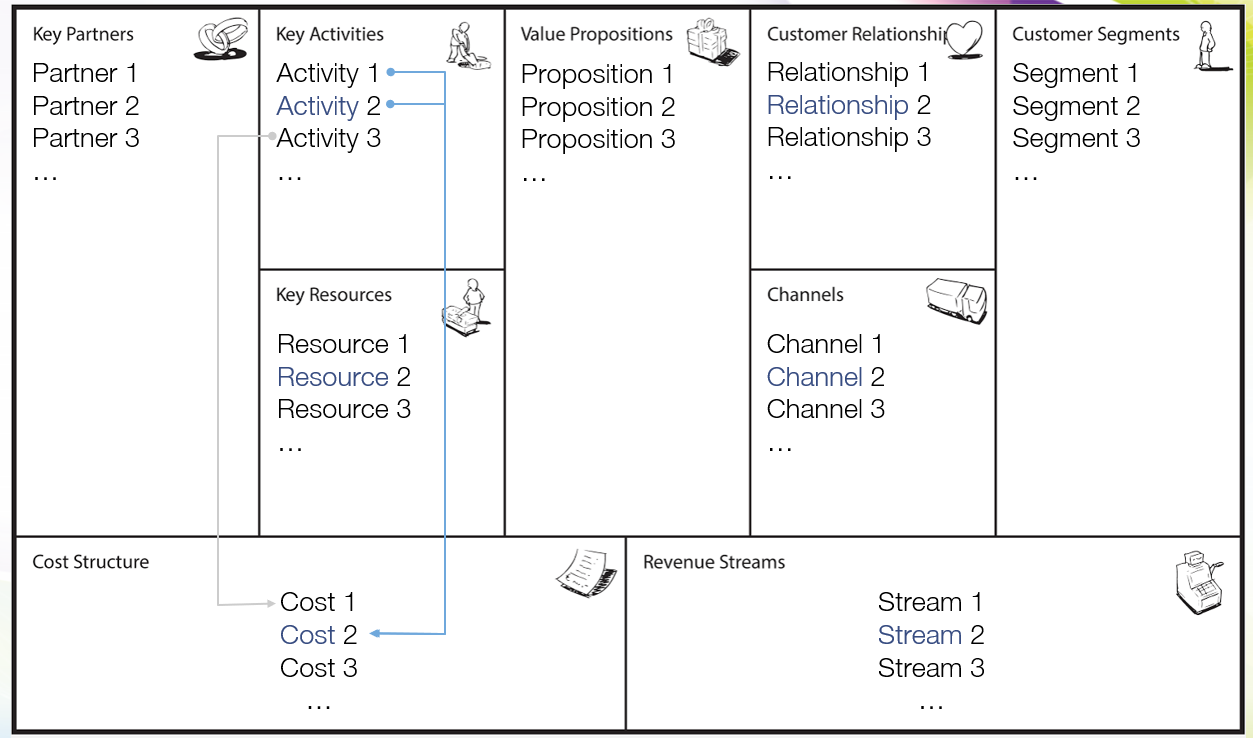 Key Partners
Partner 1
Partner 2
Partner 3
...
Key Activities
Activity 1
Activity 2
Activity 3
...
Key Resources
Resource 1
Resource 2
Resource 3
...
Value Propositions
Proposition 1
Proposition 2
Proposition 3
...
Customer Relationship
Relationship 1
Relationship 2
Relationship 3
...
Channels
Channel 1
Channel 2
Channel 3
...
Customer Segments
Segment 1
Segment 2
Segment 3
...
Cost Structure
Cost 1
Cost 2
Cost 3
...
Revenue Streams
Stream 1
Stream 2
Stream 3
...